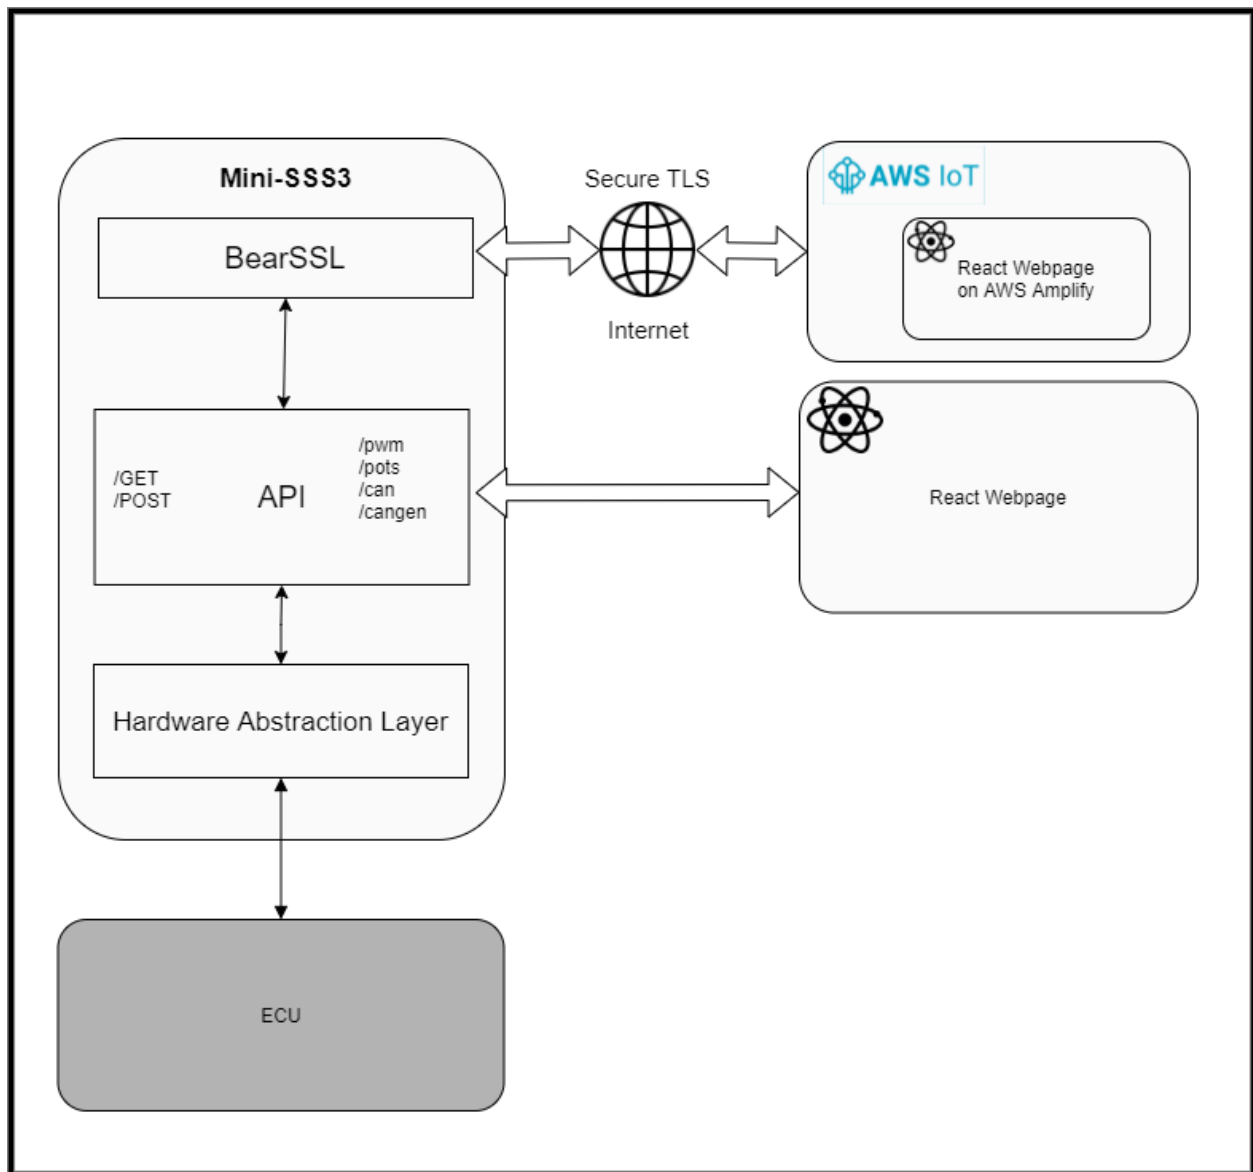 Mini-SSS3
BearSSL
Secure TLS
Internet
AWS IoT
React Webpage
on AWS Amplify
/GET
/POST
API
/pwm
/pots
/can
/cangen
React Webpage
Hardware Abstraction Layer
ECU